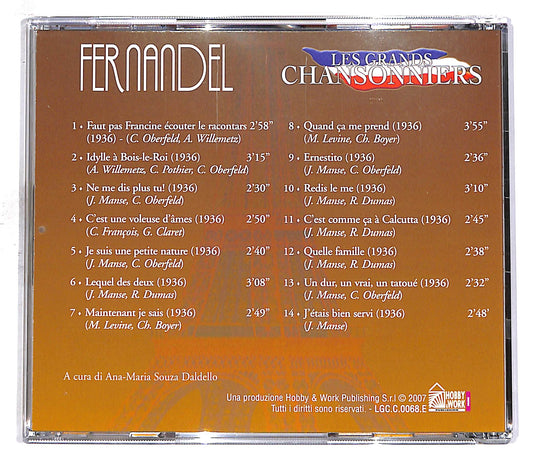 FERNANDEL
LES GRANDS
CHANSONNIERS
1 Faut pas Francine écouter le racontars 2'58"
(1936) - (C. Oberfeld, A. Willemetz)
2 Idylle à Bois-le-Roi (1936) 3'15"
(A. Willemetz, C. Pothier, C. Oberfeld)
3 Ne me dis plus tu! (1936) 2'30"
(J. Manse, C. Oberfeld)
4 C'est une voleuse d'âmes (1936) 2'50"
(C. François, G. Claret)
5 Je suis une petite nature (1936) 2'40"
(J. Manse, C. Oberfeld)
6 Lequel des deux (1936) 3'08"
(J. Manse, R. Dumas)
7 Maintenant je sais (1936) 2'49"
(M. Levine, Ch. Boyer)
8 Quand ça me prend (1936) 3'55"
(M. Levine, Ch. Boyer)
9 Ernestito (1936) 2'36"
(J. Manse, C. Oberfeld)
10 Redis le me (1936) 3'10"
(J. Manse, R. Dumas)
11 C'est comme ça à Calcutta (1936) 2'45"
(J. Manse, R. Dumas)
12 Quelle famille (1936) 2'38"
(J. Manse, R. Dumas)
13 Un dur, un vrai, un tatoué (1936) 2'32"
(J. Manse, C. Oberfeld)
14 J'étais bien servi (1936) 2'48'
(J. Manse)
A cura di Ana-Maria Souza Daldello
Una produzione Hobby & Work Publishing S.r.l © 2007
Tutti i diritti sono riservati. - LGC.C.0068.E
HOBBY
& WORK